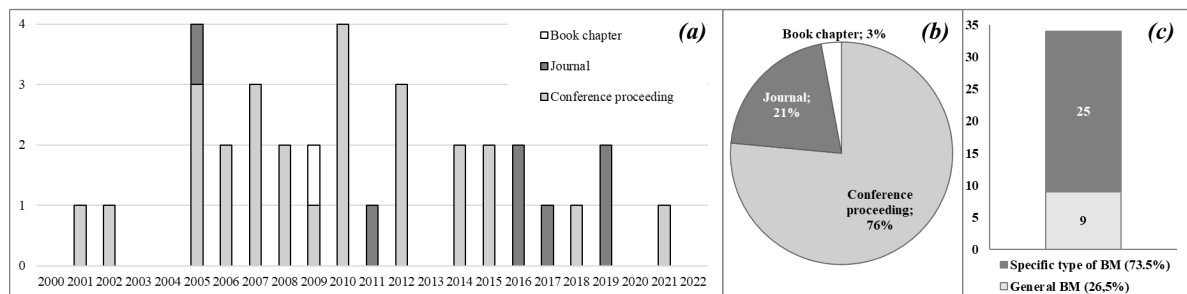 4
3
2
1
0
2000 2001 2002 2003 2004 2005 2006 2007 2008 2009 2010 2011 2012 2013 2014 2015 2016 2017 2018 2019 2020 2021 2022
(a)
Book chapter
Journal
Conference proceeding
(b)
Book chapter; 3%
Journal;
21%
Conference
proceeding;
76%
(c)
35
30
25
20
15
10
5
0
25
9
Specific type of BM (73.5%)
General BM (26,5%)